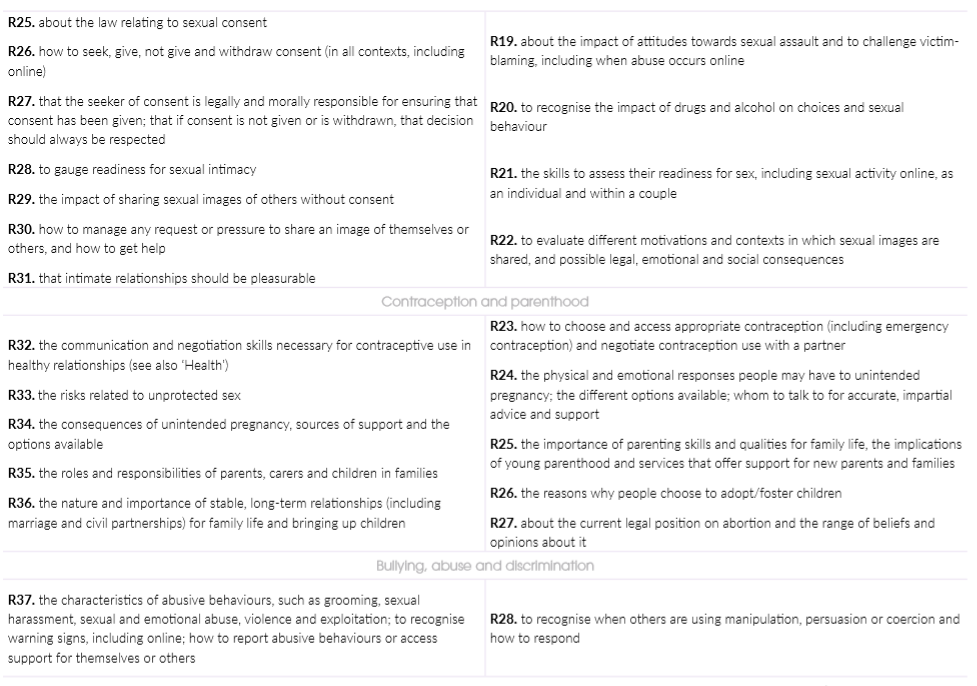 R25. about the law relating to sexual consent
R26. how to seek, give, not give and withdraw consent (in all contexts, including
online)
R27. that the seeker of consent is legally and morally responsible for ensuring that
consent has been given; that if consent is not given or is withdrawn, that decision
should always be respected
R28. to gauge readiness for sexual intimacy
R29. the impact of sharing sexual images of others without consent
R30. how to manage any request or pressure to share an image of themselves or
others, and how to get help
R31. that intimate relationships should be pleasurable
R19. about the impact of attitudes towards sexual assault and to challenge victim-
blaming, including when abuse occurs online
R20. to recognise the impact of drugs and alcohol on choices and sexual
behaviour
R21. the skills to assess their readiness for sex, including sexual activity online, as
an individual and within a couple
R22. to evaluate different motivations and contexts in which sexual images are
shared, and possible legal, emotional and social consequences
Contraception and parenthood
R32. the communication and negotiation skills necessary for contraceptive use in
healthy relationships (see also 'Health')
R33. the risks related to unprotected sex
R34. the consequences of unintended pregnancy, sources of support and the
options available
R35. the roles and responsibilities of parents, carers and children in families
R36. the nature and importance of stable, long-term relationships (including
marriage and civil partnerships) for family life and bringing up children
R23. how to choose and access appropriate contraception (including emergency
contraception) and negotiate contraception use with a partner
R24. the physical and emotional responses people may have to unintended
pregnancy; the different options available; whom to talk to for accurate, impartial
advice and support
R25. the importance of parenting skills and qualities for family life, the implications
of young parenthood and services that offer support for new parents and families
R26. the reasons why people choose to adopt/foster children
R27. about the current legal position on abortion and the range of beliefs and
opinions about it
Bullying, abuse and discrimination
R37. the characteristics of abusive behaviours, such as grooming, sexual
harassment, sexual and emotional abuse, violence and exploitation; to recognise
warning signs, including online; how to report abusive behaviours or access
support for themselves or others
R28. to recognise when others are using manipulation, persuasion or coercion and
how to respond